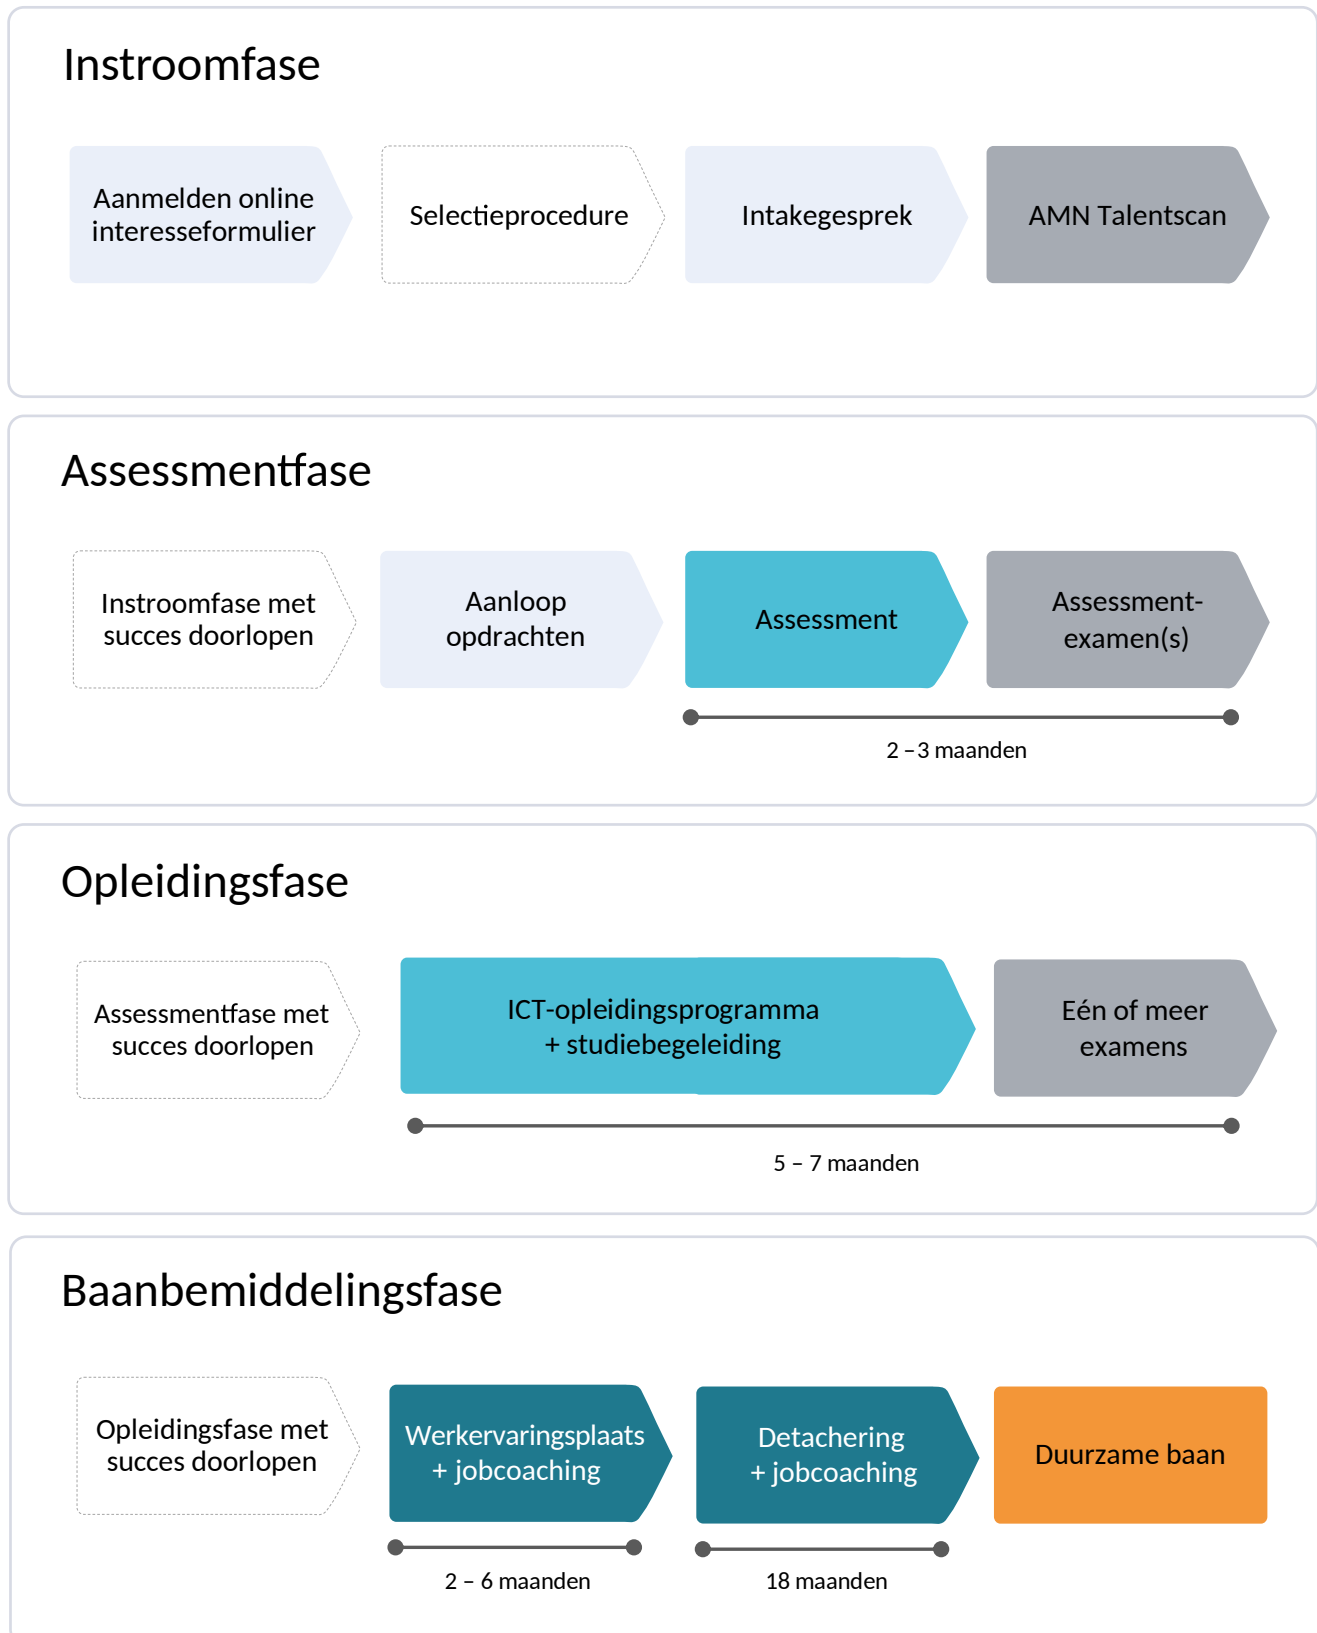 Instroomfase
Aanmelden online
interesseformulier
Selectieprocedure
Intakegesprek
AMN Talentscan
Assessmentfase
Instroomfase met
succes doorlopen
Aanloop
opdrachten
Assessment
Assessment-
examen(s)
2 –3 maanden
Opleidingsfase
Assessmentfase met
succes doorlopen
ICT-opleidingsprogramma
+ studiebegeleiding
Eén of meer
examens
5 – 7 maanden
Baanbemiddelingsfase
Opleidingsfase met
succes doorlopen
Werkervaringsplaats
+ jobcoaching
Detachering
+ jobcoaching
Duurzame baan
2 – 6 maanden
18 maanden